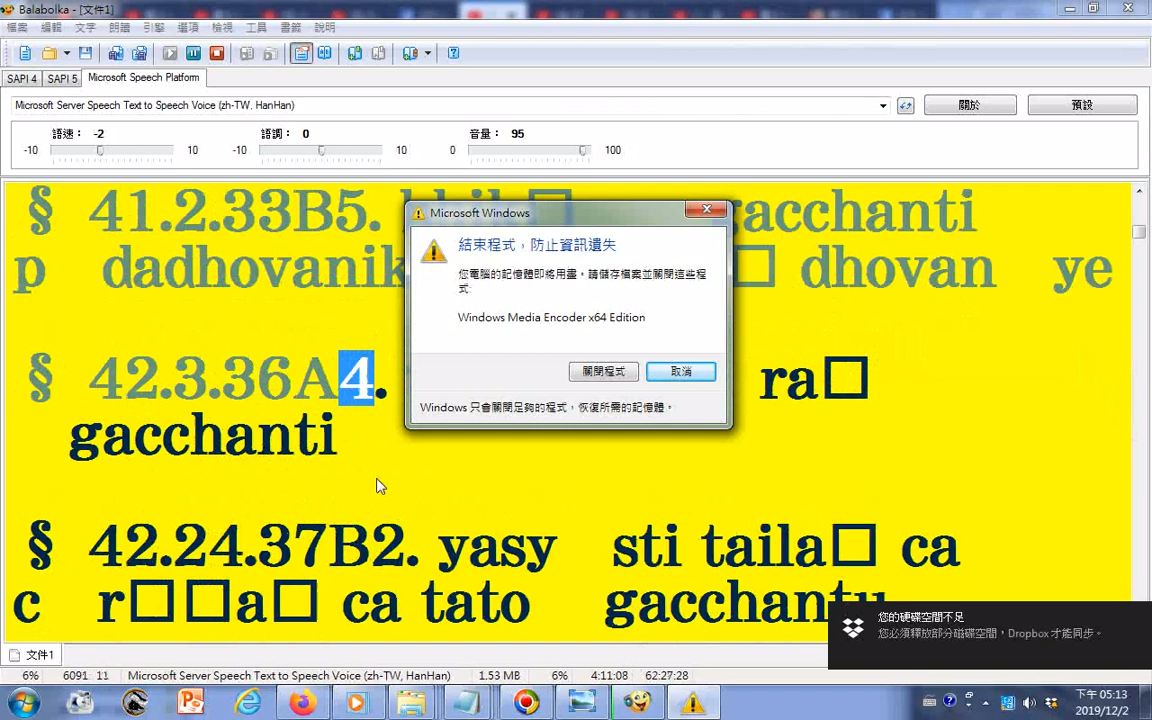 Balabolka - [文件1]
檔案 編輯 文字 朗讀 引擎 選項 檢視 工具 書籤 說明
SAPI 4 SAPI 5 Microsoft Speech Platform
Microsoft Server Speech Text to Speech Voice (zh-TW, HanHan)
關於 預設
語速： -2 語調： 0 音量： 95
-10 10 -10 10 0 100
§ 41.2.33B5. gacchanti
p dadhovanik □ dhovan ye
§ 42.3.36A4. ra□
gacchanti
§ 42.24.37B2. yasy sti taila□ ca
c r□□a□ ca tato gacchantu
Microsoft Windows
結束程式，防止資訊遺失
您電腦的記憶體即將用盡。請儲存檔案並關閉這些程
式:
Windows Media Encoder x64 Edition
關閉程式 取消
Windows 只會關閉足夠的程式，恢復所需的記憶體。
您的硬碟空間不足
您必須釋放部分磁碟空間，Dropbox 才能同步。
文件1
6% 6091 11 Microsoft Server Speech Text to Speech Voice (zh-TW, HanHan) 1.53 MB 6% 4:11:08 62:27:28
下午 05:13
2019/12/2